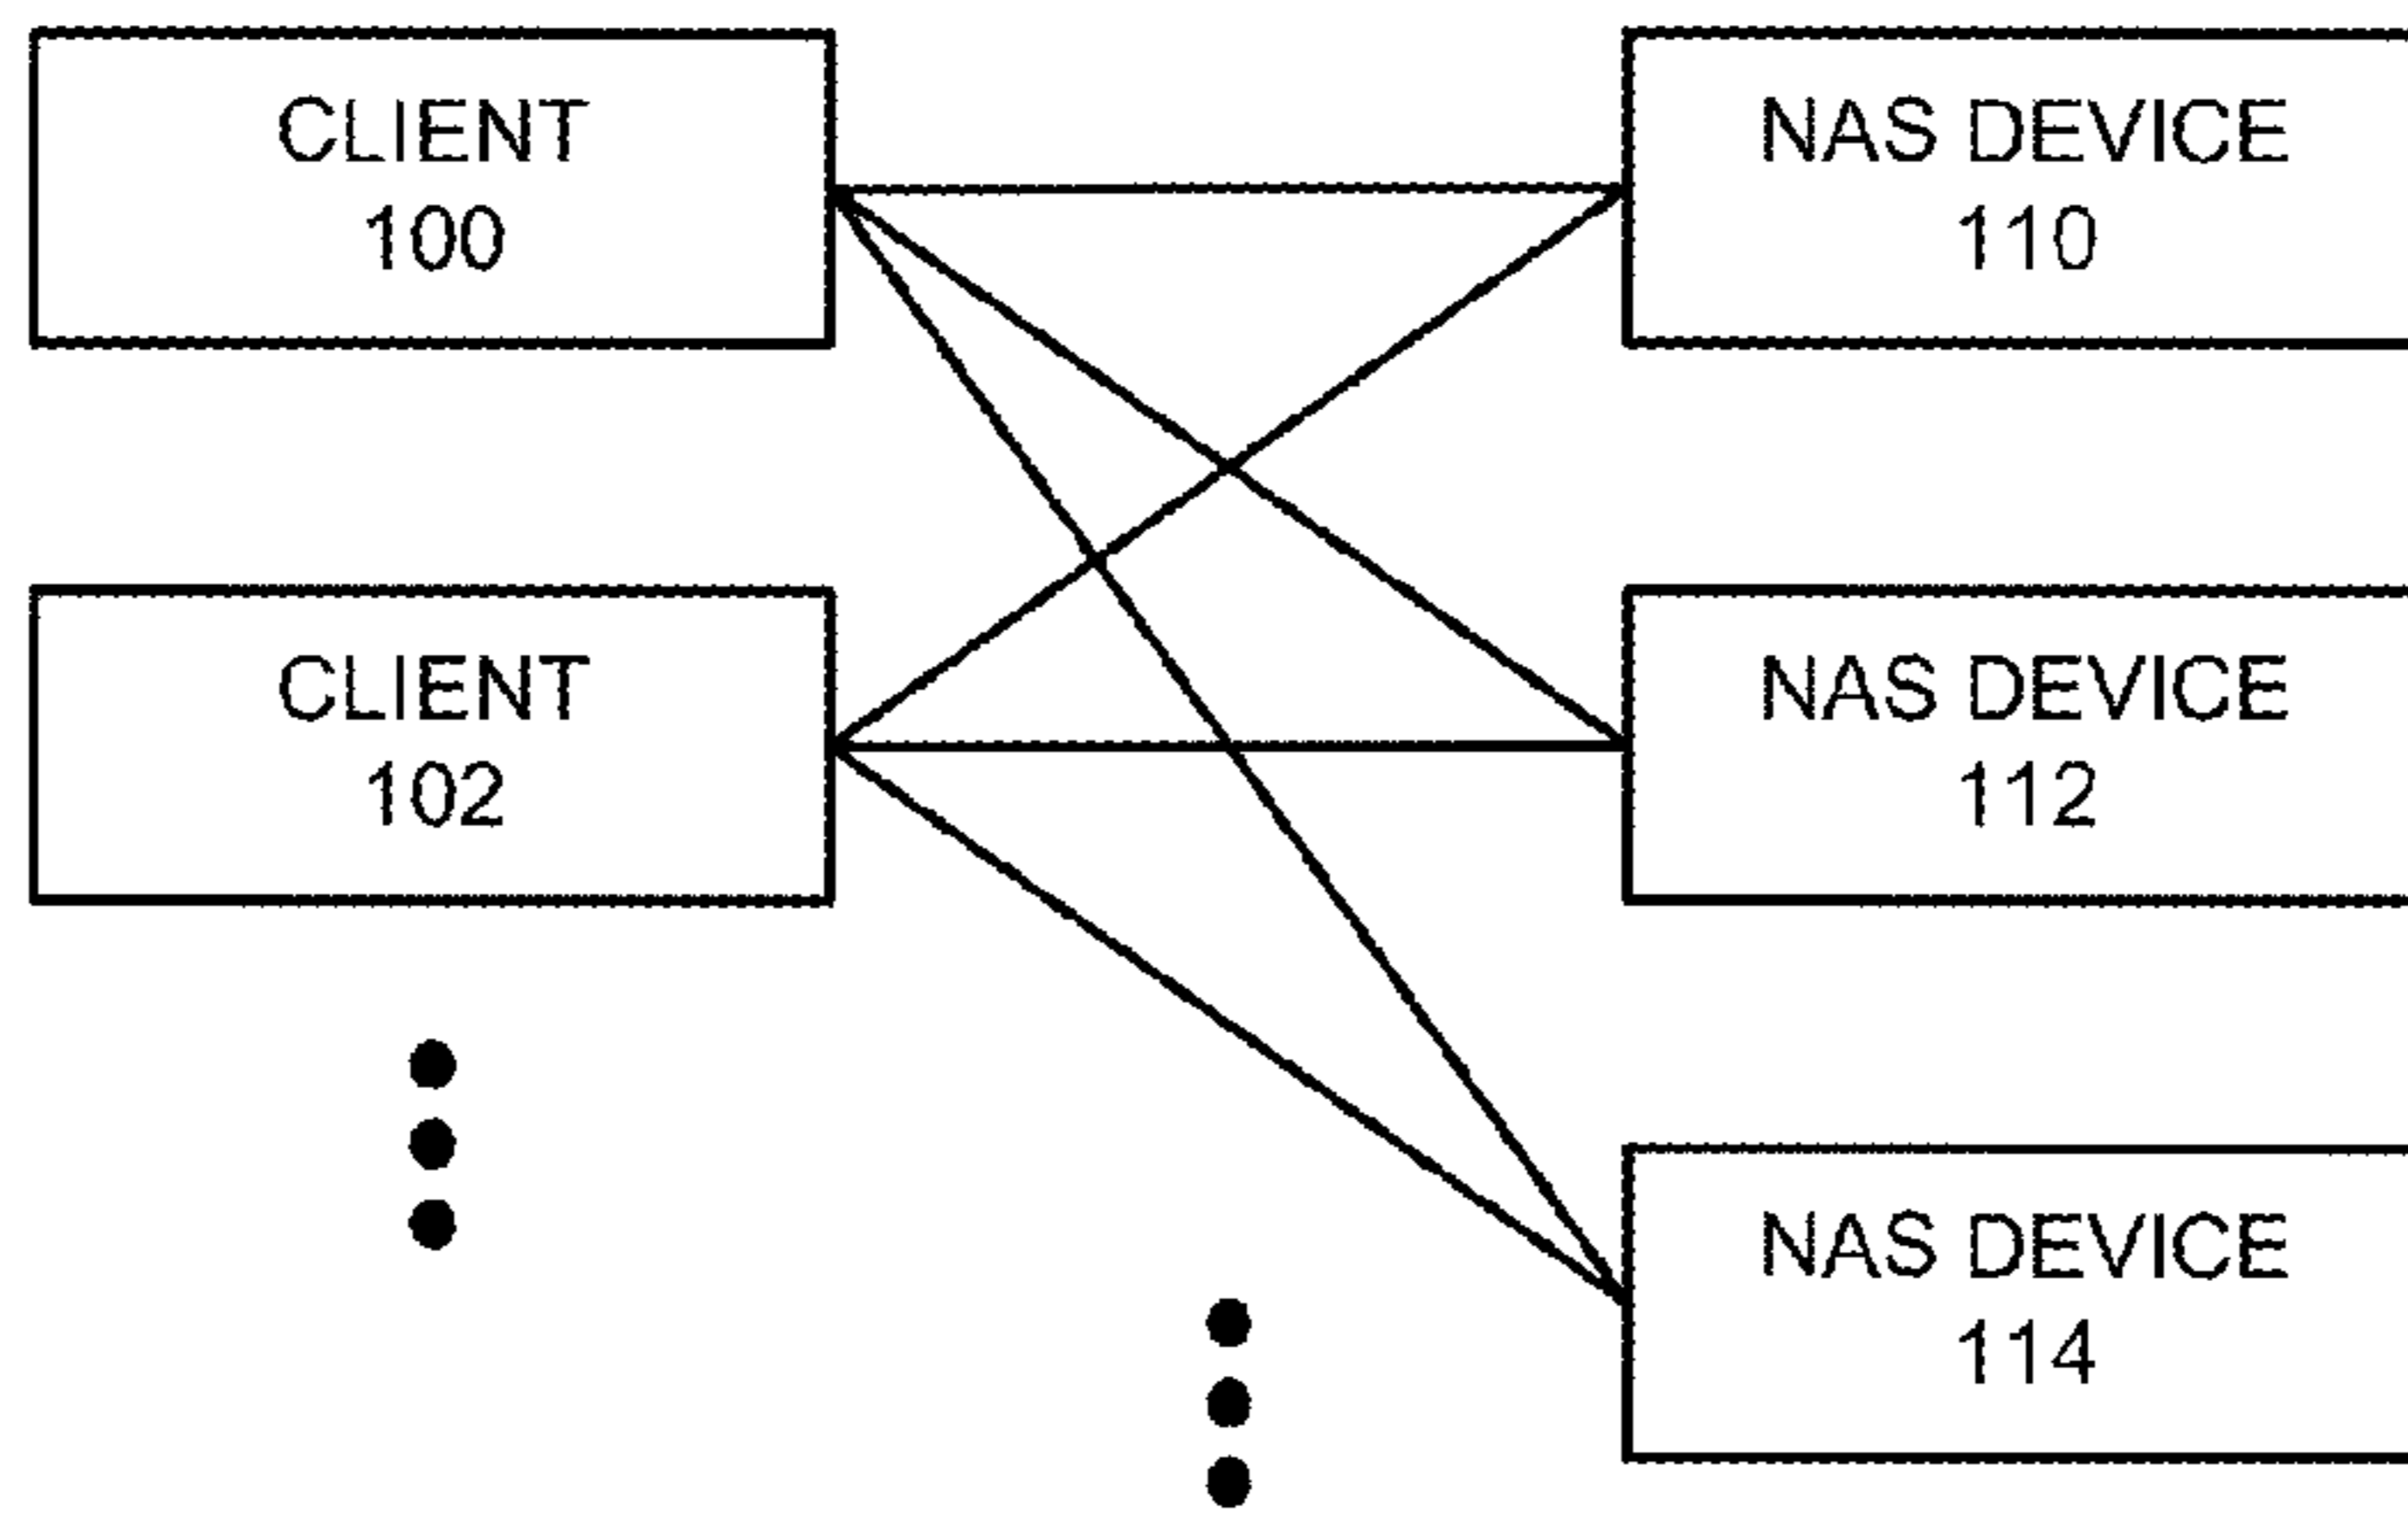 CLIENT
100
NAS DEVICE
110
CLIENT
102
NAS DEVICE
112
NAS DEVICE
114